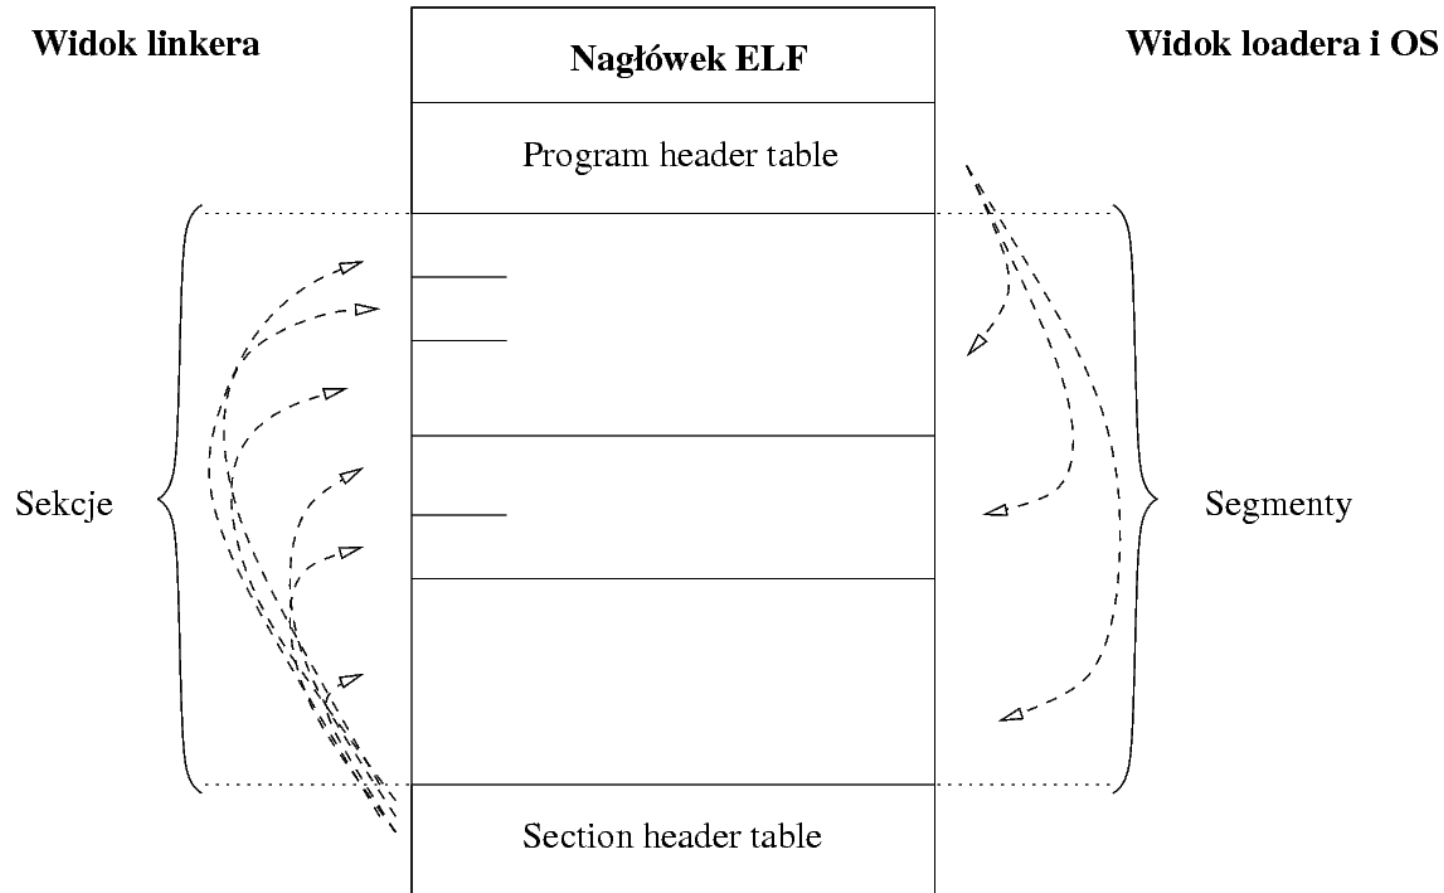 Widok linkera
Nagłówek ELF
Widok loadera i OS
Program header table
Sekcje
Segmenty
Section header table